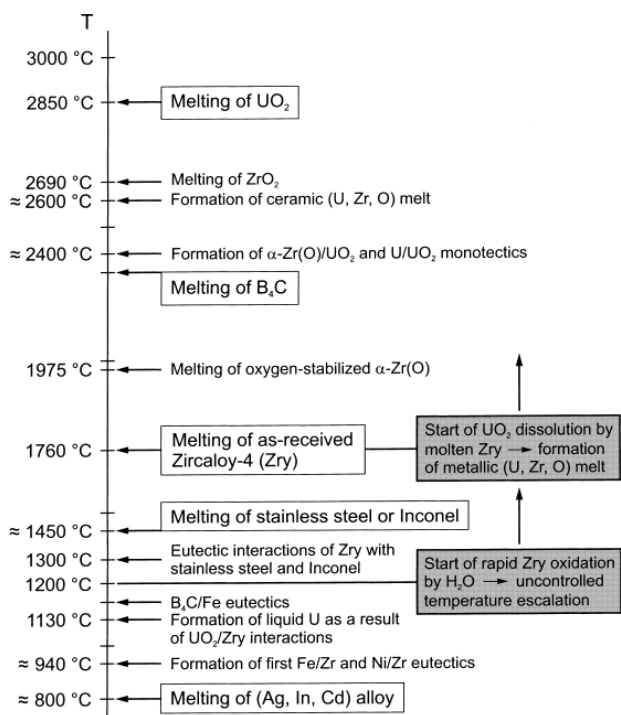 T
3000 °C
2850 °C
Melting of UO₂
2690 °C
Melting of ZrO₂
≈ 2600 °C
Formation of ceramic (U, Zr, O) melt
≈ 2400 °C
Formation of α-Zr(O)/UO₂ and U/UO₂ monotectics
Melting of B₄C
1975 °C
Melting of oxygen-stabilized α-Zr(O)
1760 °C
Melting of as-received
Zircaloy-4 (Zry)
Start of UO₂ dissolution by
molten Zry → formation
of metallic (U, Zr, O) melt
≈ 1450 °C
Melting of stainless steel or Inconel
1300 °C
Eutectic interactions of Zry with
stainless steel and Inconel
1200 °C
Start of rapid Zry oxidation
by H₂O → uncontrolled
temperature escalation
B₄C/Fe eutectics
1130 °C
Formation of liquid U as a result
of UO₂/Zry interactions
≈ 940 °C
Formation of first Fe/Zr and Ni/Zr eutectics
≈ 800 °C
Melting of (Ag, In, Cd) alloy